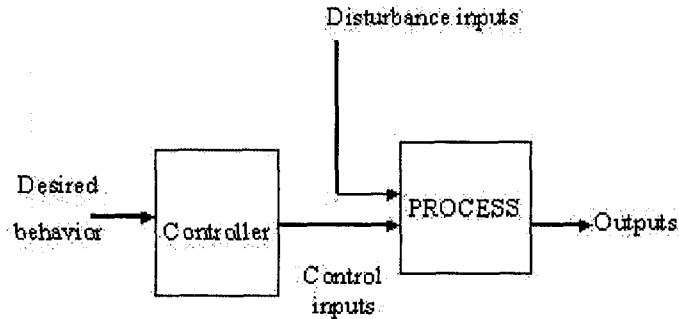 Disturbance inputs
Desired
behavior
Controller
PROCESS
Outputs
Control
inputs